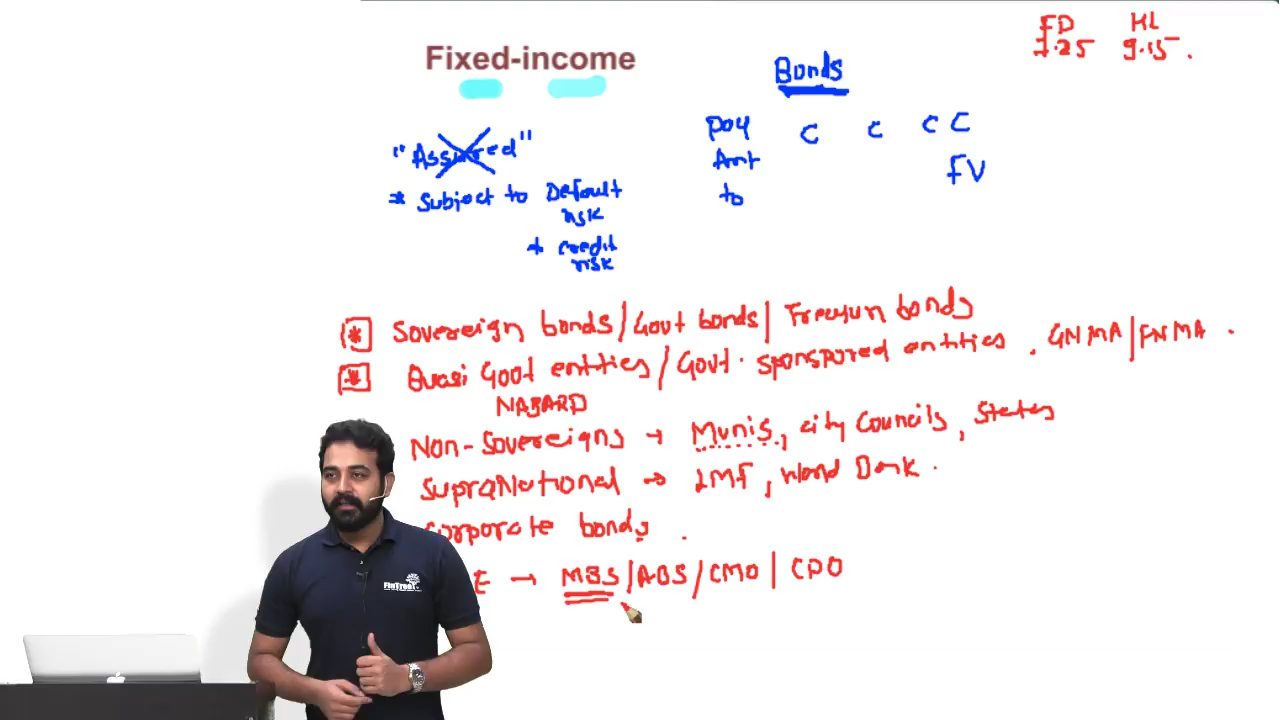 FD HL
7.25 9.15.
Fixed-income
Bonds
"Assured"
* Subject to Default
risk
+ credit
risk
pay C C C C
Amt FV
to
* Sovereign bonds/Govt bonds/ bonds
* Quasi Govt entities/Govt. sponsored entities. GNMA/FNMA.
NABARD
Non-Sovereigns → Munis, city Councils, States
SupraNational → IMF, World Bank.
corporate bonds.
E → MBS/ABS/CMO/CDO
FinTree